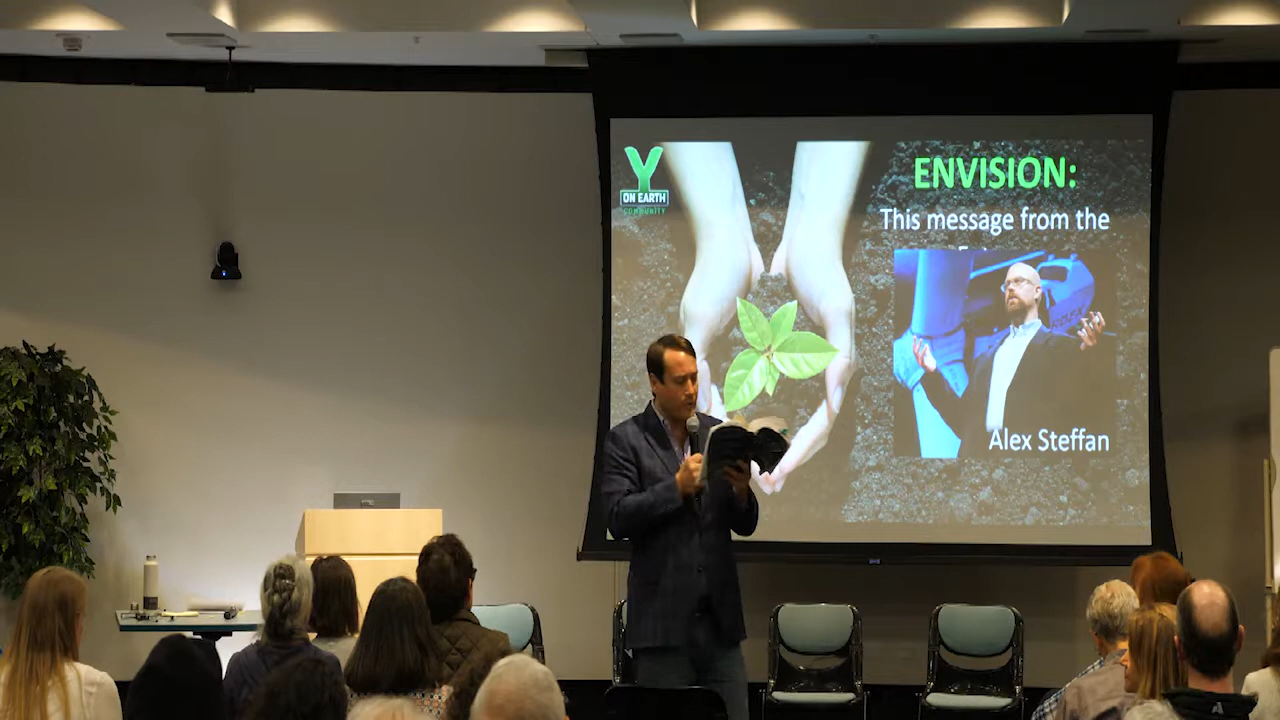 Y
ON EARTH
COMMUNITY
ENVISION:
This message from the
Alex Steffan